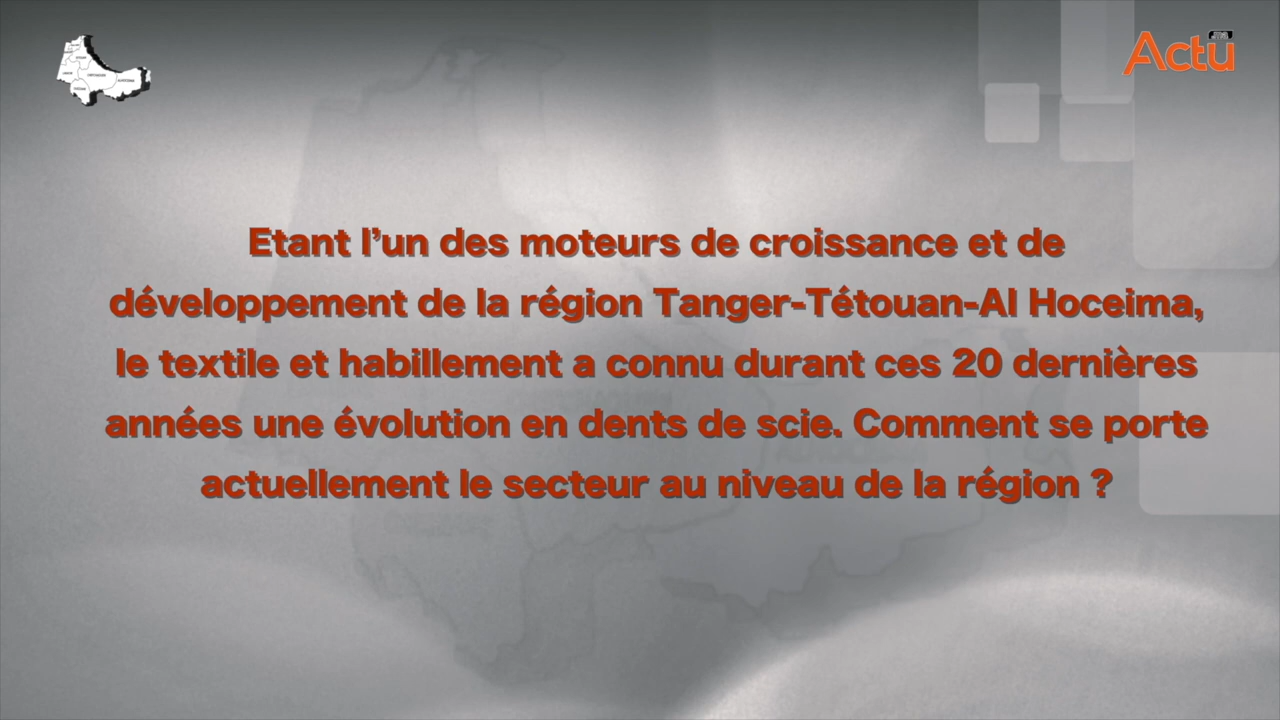 Actu
Etant l’un des moteurs de croissance et de
développement de la région Tanger-Tétouan-Al Hoceima,
le textile et habillement a connu durant ces 20 dernières
années une évolution en dents de scie. Comment se porte
actuellement le secteur au niveau de la région ?